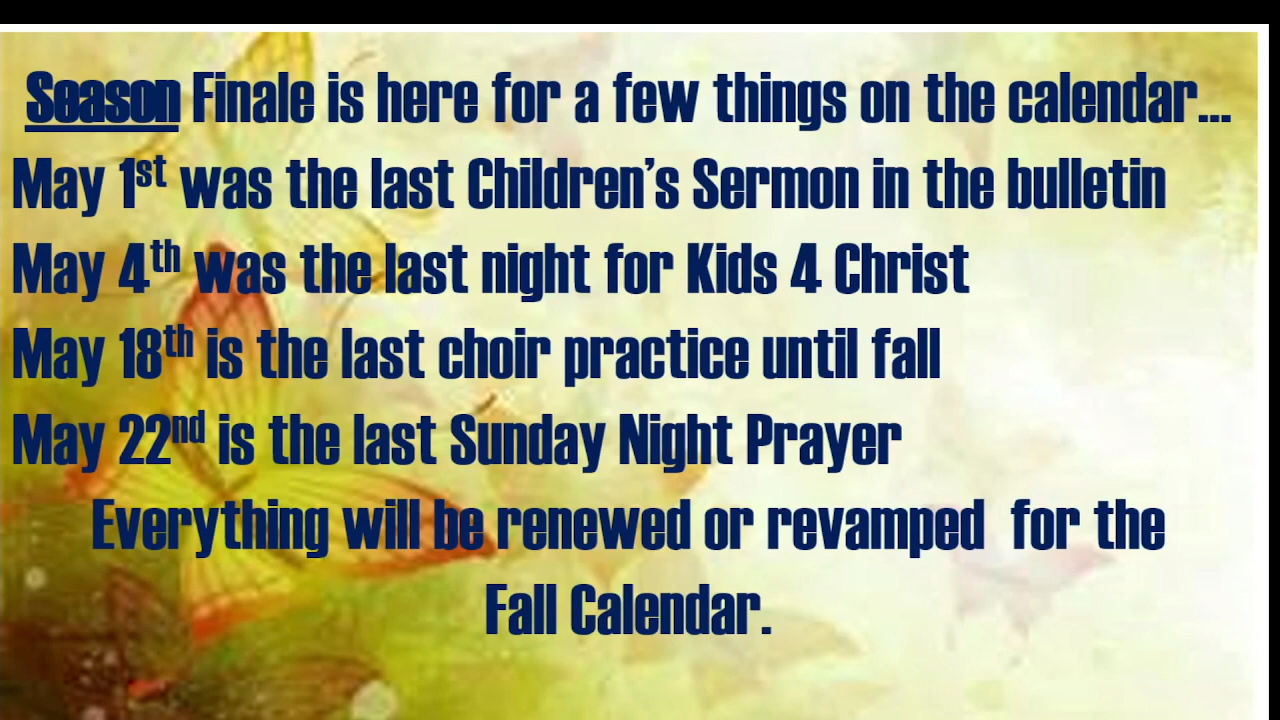 Season Finale is here for a few things on the calendar...
May 1st was the last Children’s Sermon in the bulletin
May 4th was the last night for Kids 4 Christ
May 18th is the last choir practice until fall
May 22nd is the last Sunday Night Prayer
Everything will be renewed or revamped  for the
Fall Calendar.